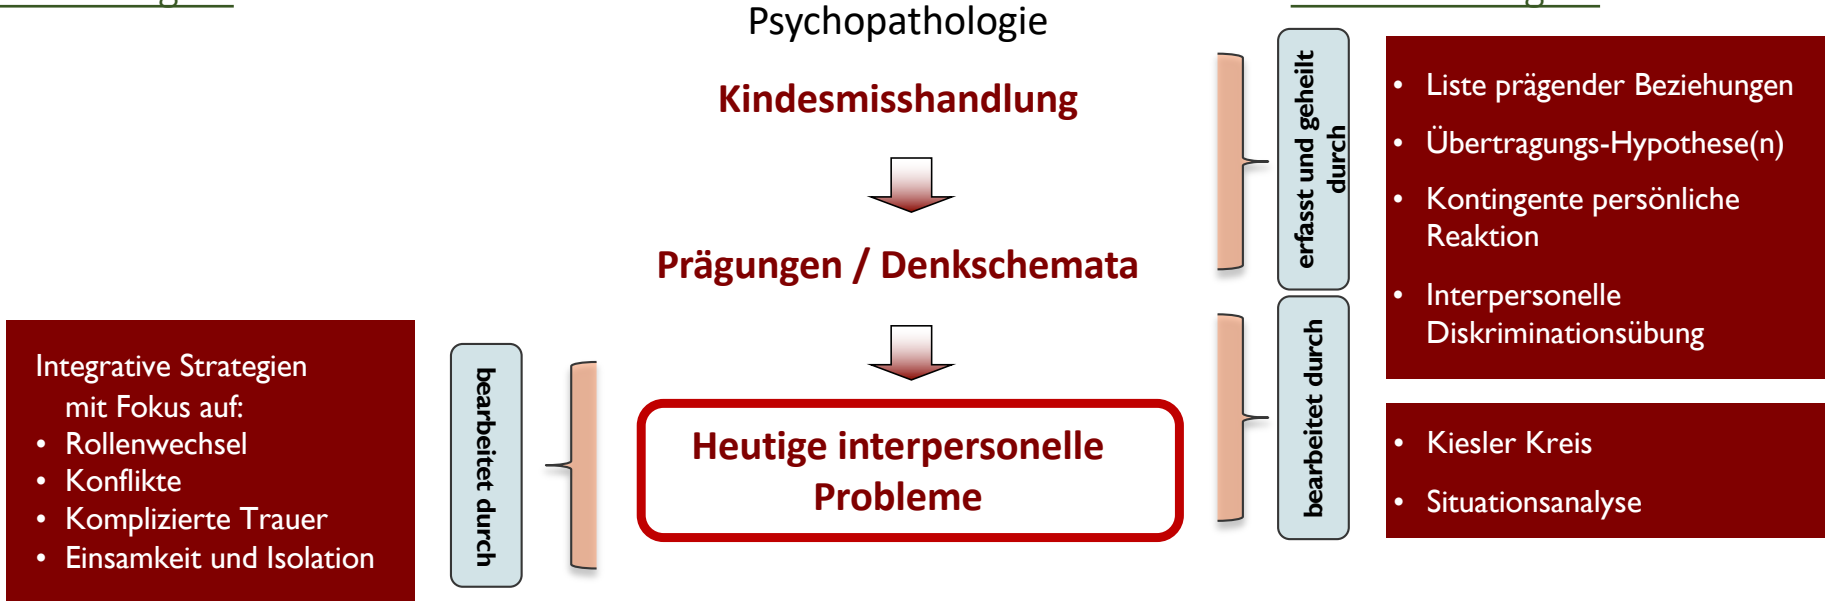 Psychopathologie
Kindesmisshandlung
Prägungen / Denkschemata
Heutige interpersonelle
Probleme
Integrative Strategien
mit Fokus auf:
• Rollenwechsel
• Konflikte
• Komplizierte Trauer
• Einsamkeit und Isolation
bearbeitet durch
erfasst und geheilt
durch
bearbeitet durch
• Liste prägender Beziehungen
• Übertragungs-Hypothese(n)
• Kontingente persönliche
Reaktion
• Interpersonelle
Diskriminationsübung
• Kiesler Kreis
• Situationsanalyse